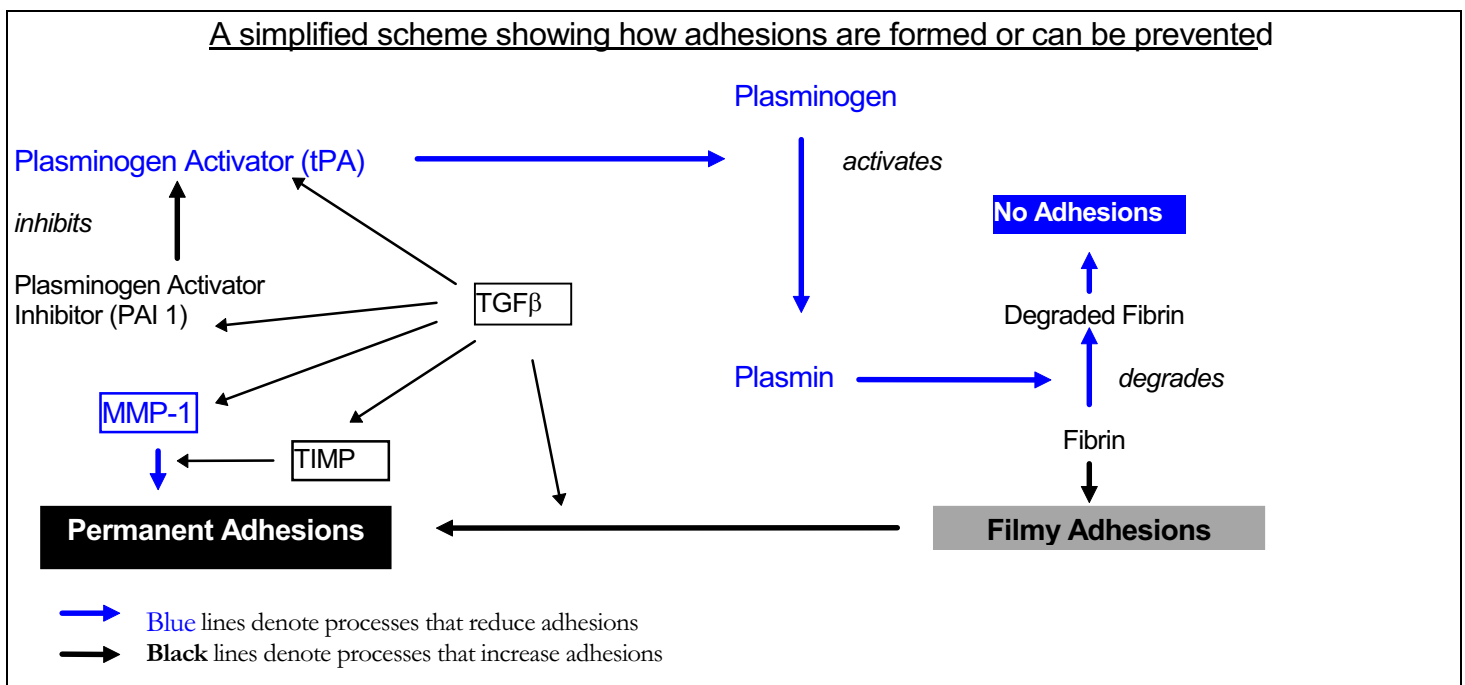 A simplified scheme showing how adhesions are formed or can be prevented
Plasminogen
Plasminogen Activator (tPA)
activates
inhibits
No Adhesions
Plasminogen Activator
Inhibitor (PAI 1)
TGFβ
Degraded Fibrin
Plasmin
degrades
MMP-1
Fibrin
TIMP
Permanent Adhesions
Filmy Adhesions
Blue lines denote processes that reduce adhesions
Black lines denote processes that increase adhesions